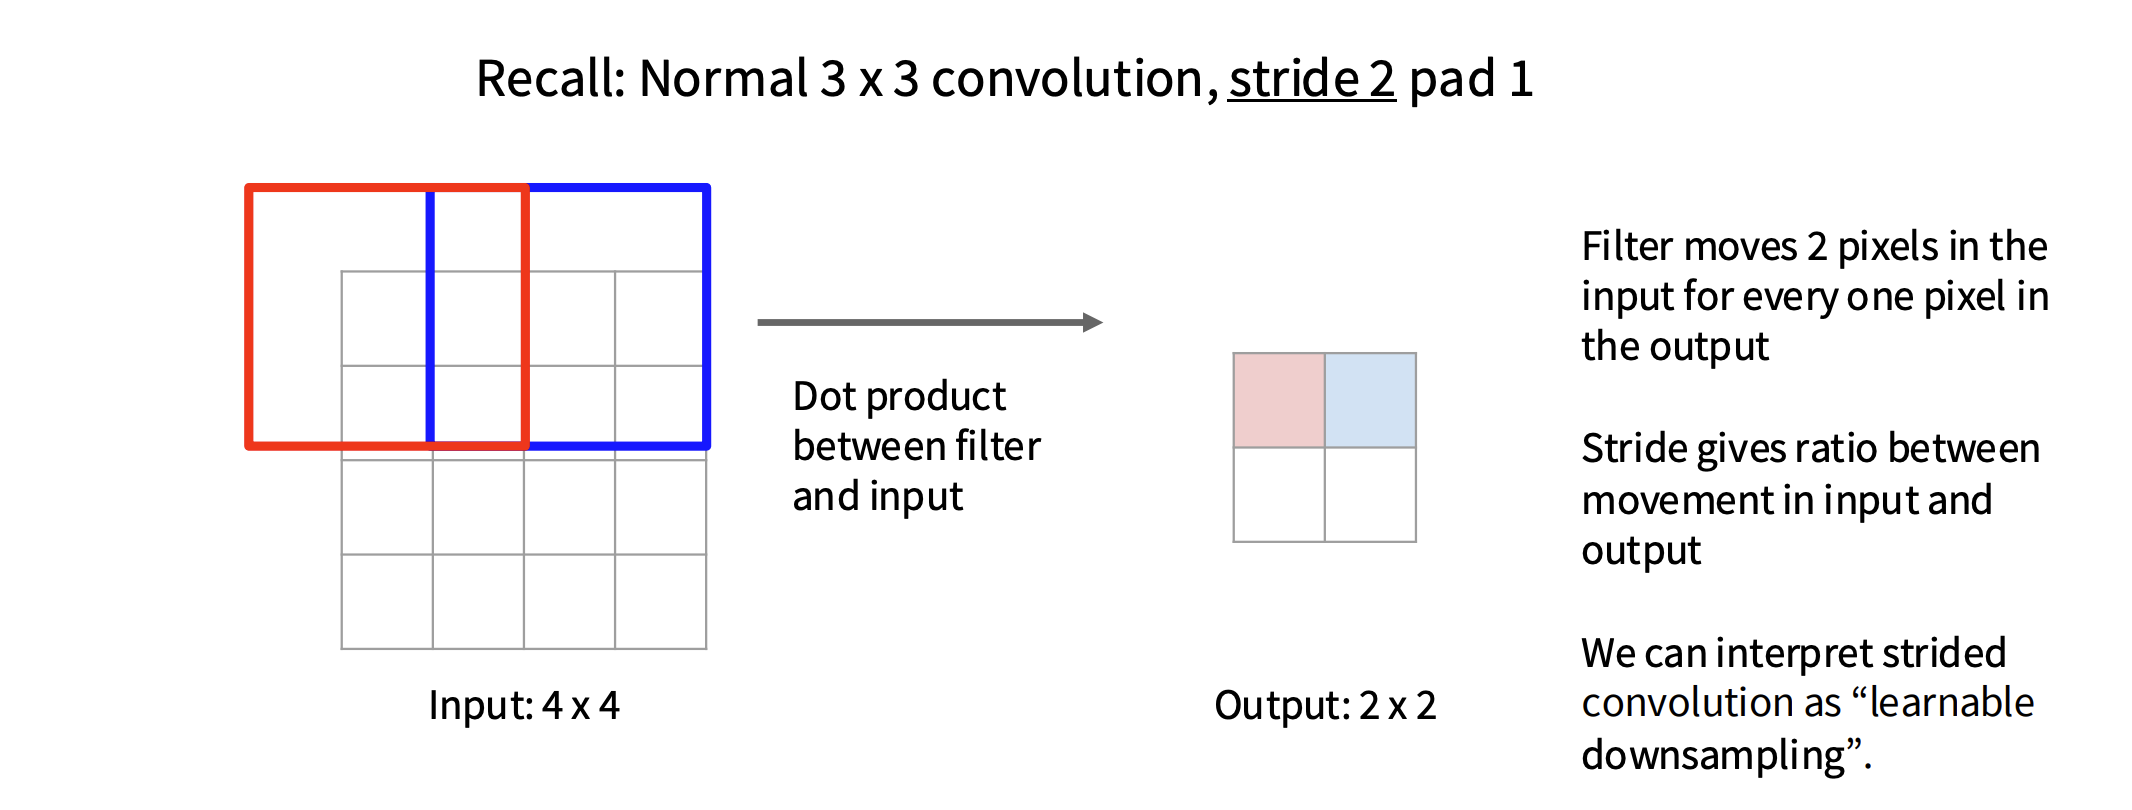 Recall: Normal 3 x 3 convolution, stride 2 pad 1
Dot product
between filter
and input
Input: 4 x 4
Output: 2 x 2
Filter moves 2 pixels in the
input for every one pixel in
the output
Stride gives ratio between
movement in input and
output
We can interpret strided
convolution as “learnable
downsampling”.